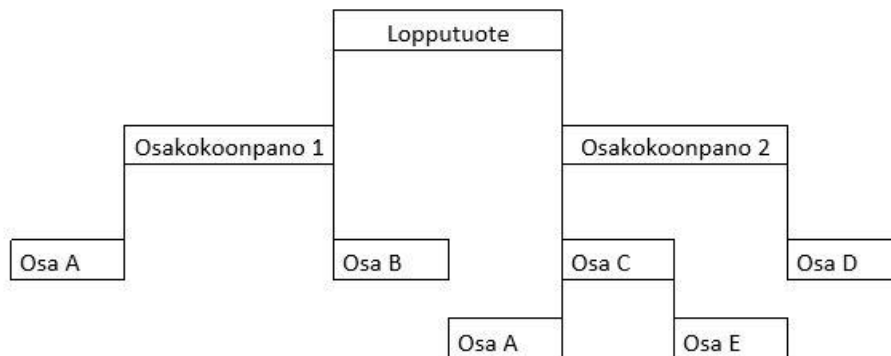 Lopputuote
Osakokoonpano 1
Osakokoonpano 2
Osa A
Osa B
Osa C
Osa D
Osa A
Osa E